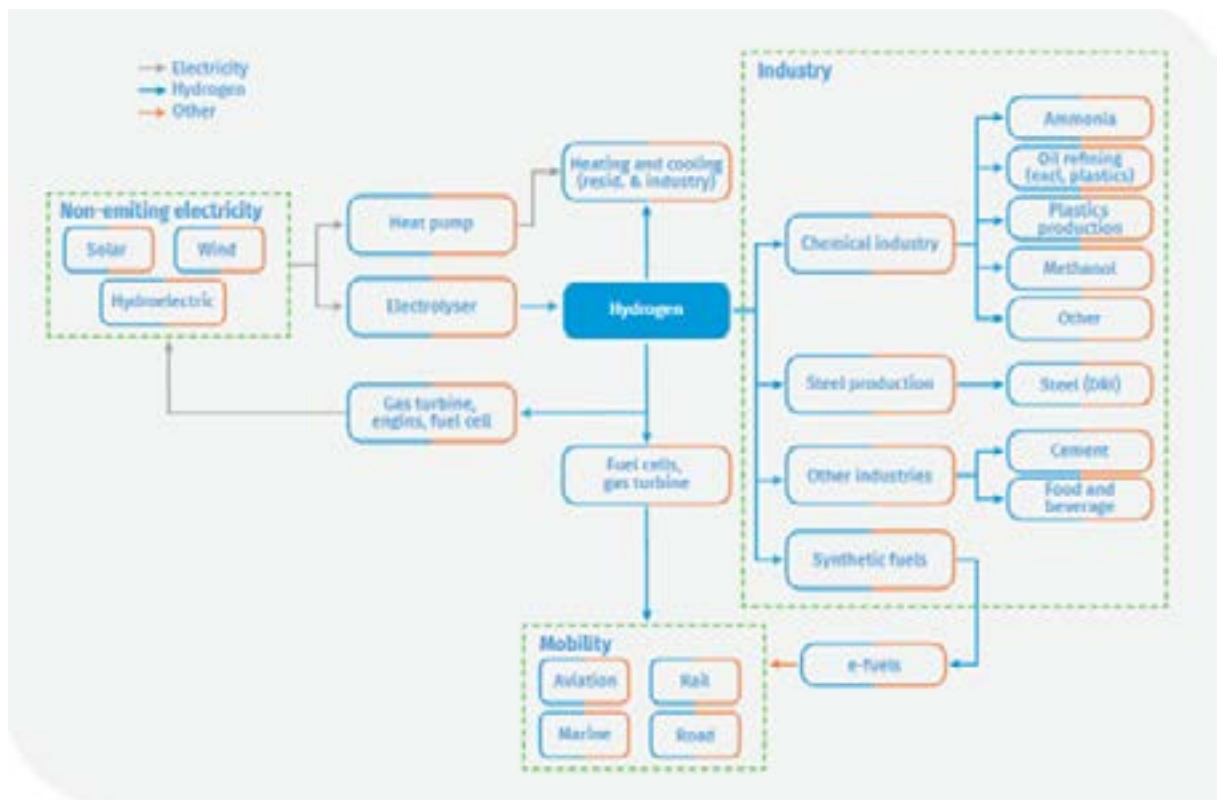 Electricity
Hydrogen
Other
Industry
Non-emiting electricity
Solar
Wind
Hydroelectric
Heat pump
Electrolyser
Heating and cooling
(resid. & industry)
Hydrogen
Gas turbine,
engins, fuel cell
Fuel cells,
gas turbine
Chemical industry
Ammonia
Oil refining
(excl, plastics)
Plastics
production
Methanol
Other
Steel production
Steel (DRI)
Other industries
Cement
Food and
beverage
Synthetic fuels
e-fuels
Mobility
Aviation
Rail
Marine
Road